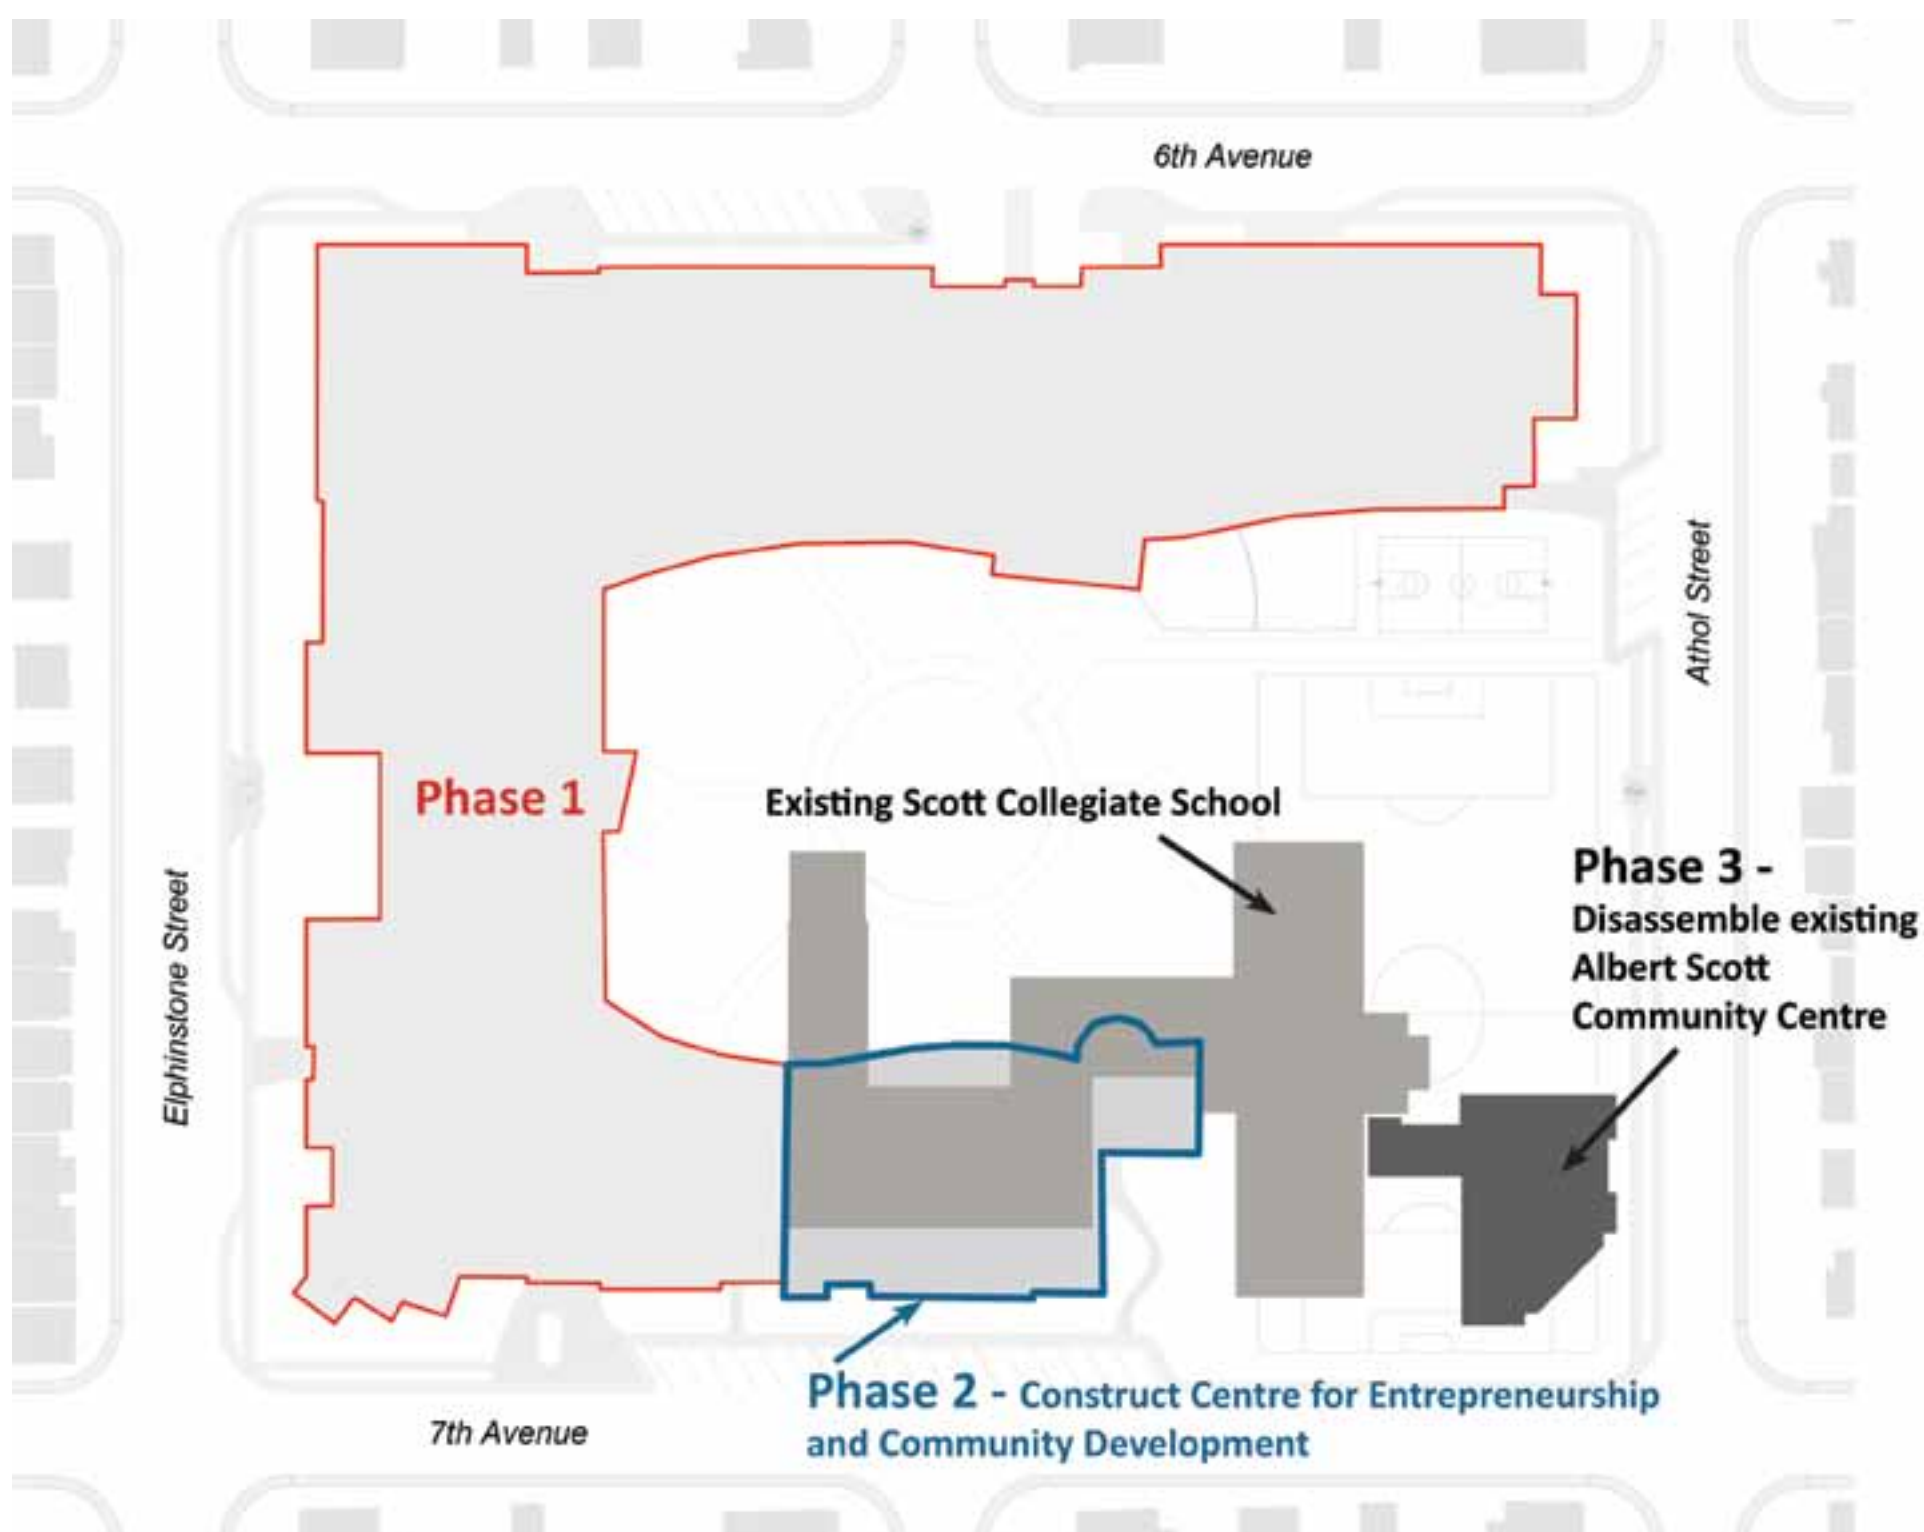 6th Avenue
Athol Street
Phase 1
Existing Scott Collegiate School
Phase 3 -
Disassemble existing
Albert Scott
Community Centre
Elphinstone Street
Phase 2 - Construct Centre for Entrepreneurship
and Community Development
7th Avenue